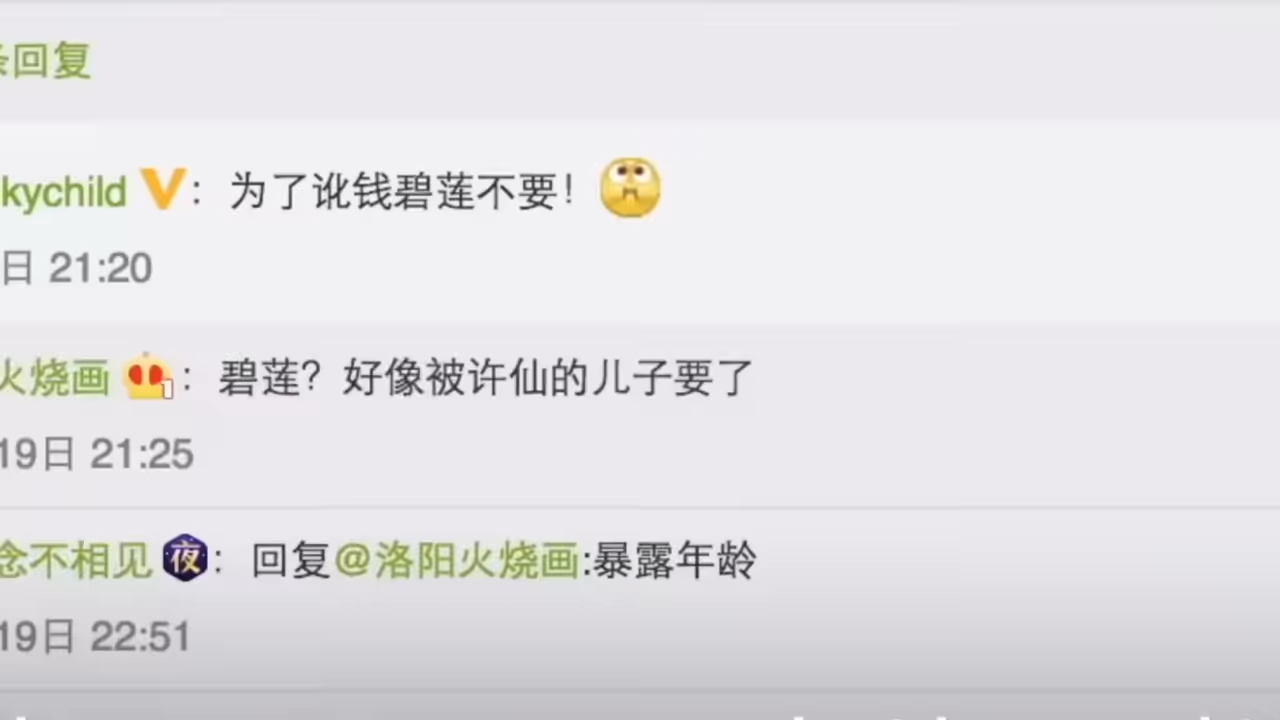 条回复
kychild V：为了讹钱碧莲不要！
日 21:20
火烧画：碧莲？好像被许仙的儿子要了
19日 21:25
念不相见 夜：回复@洛阳火烧画:暴露年龄
19日 22:51